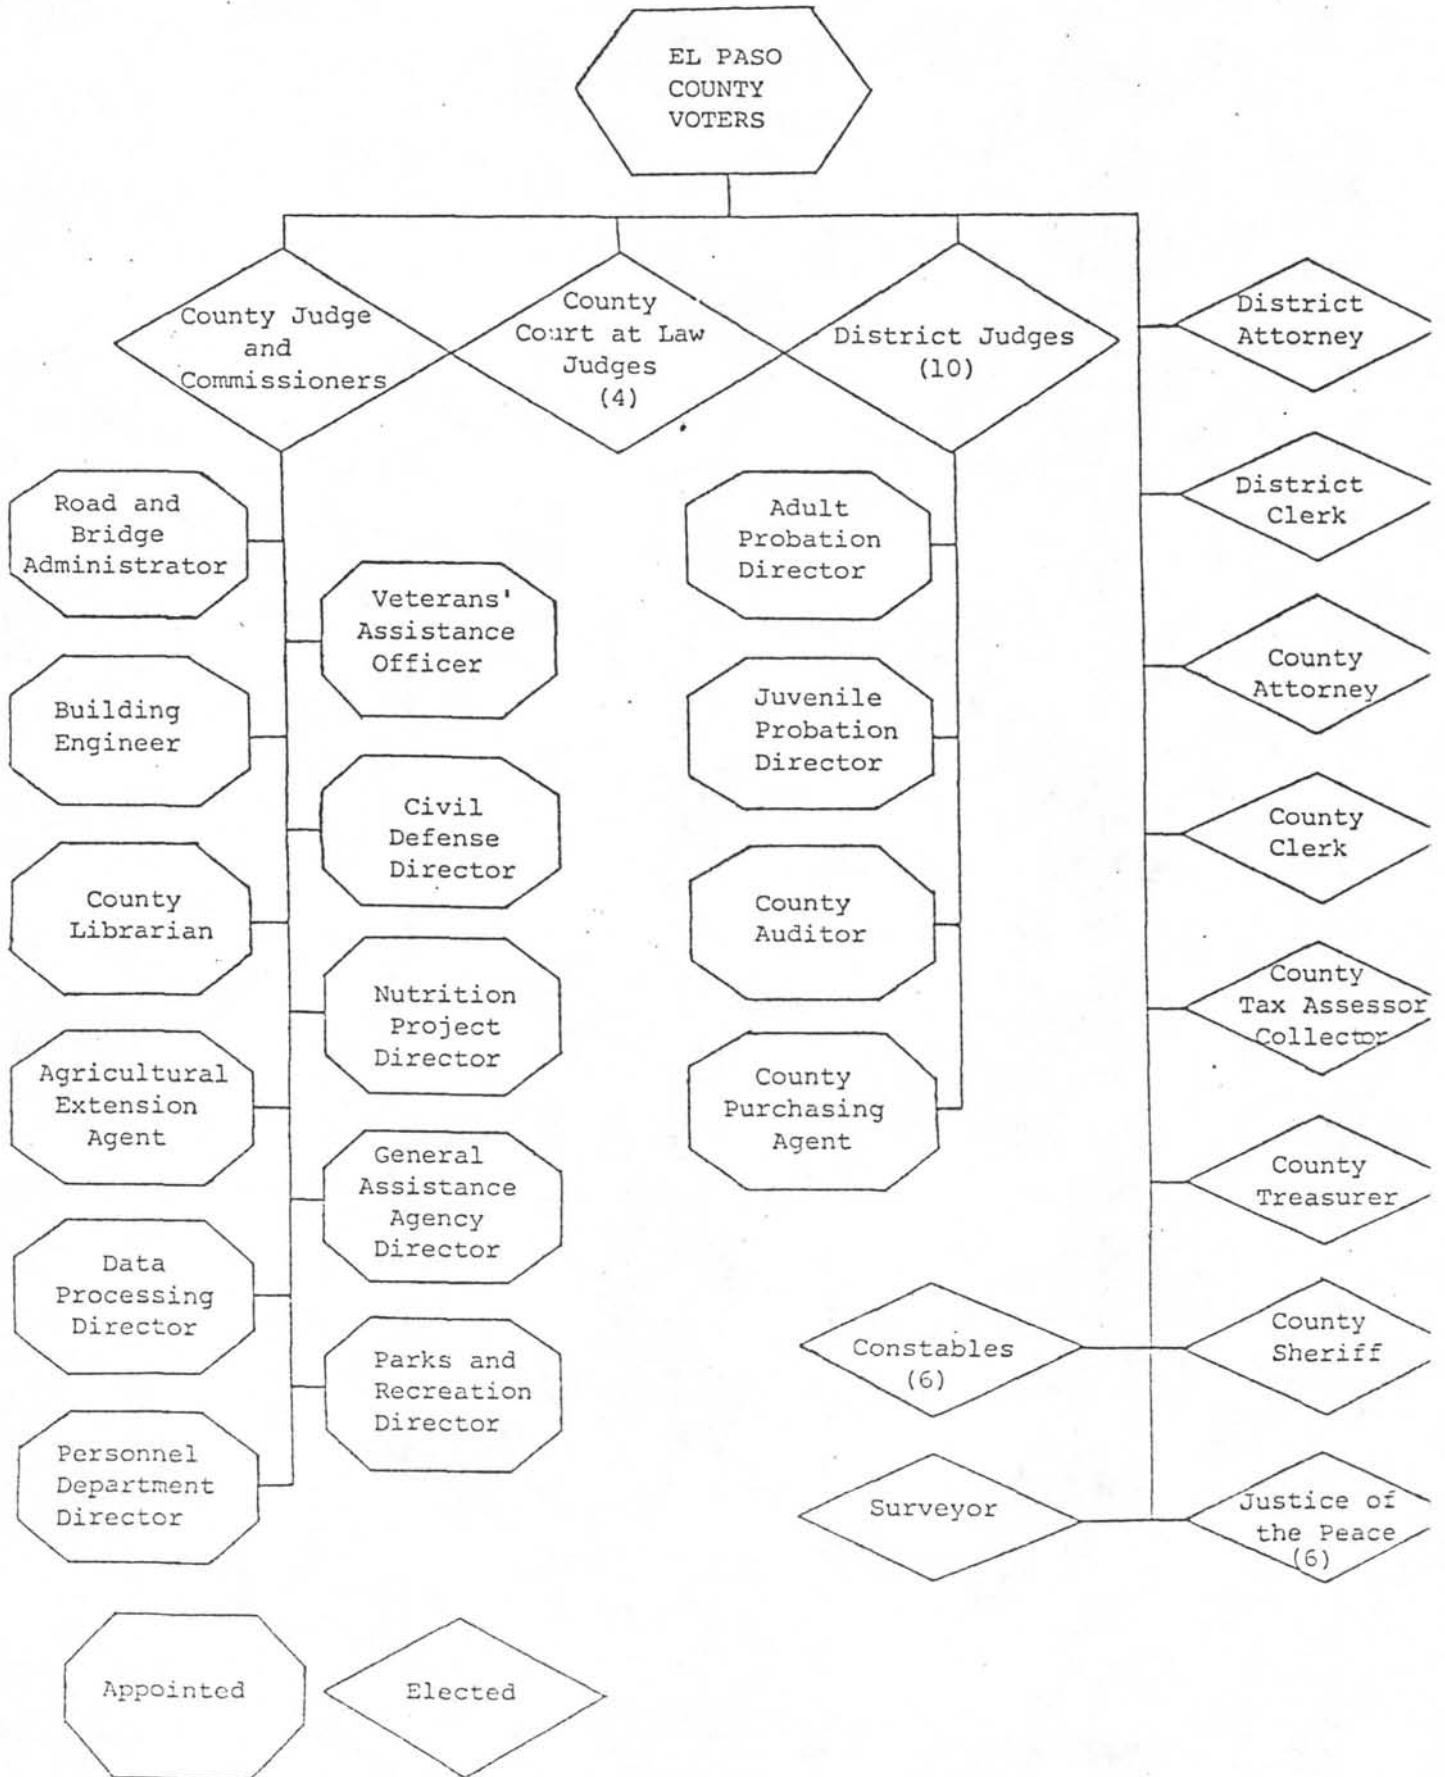 EL PASO
COUNTY
VOTERS
County Judge
and
Commissioners
County
Court at Law
Judges
(4)
District Judges
(10)
District
Attorney
District
Clerk
County
Attorney
County
Clerk
County
Tax Assessor
Collector
County
Treasurer
County
Sheriff
Constables
(6)
Surveyor
Justice of
the Peace
(6)
Road and
Bridge
Administrator
Veterans'
Assistance
Officer
Building
Engineer
Civil
Defense
Director
County
Librarian
Nutrition
Project
Director
Agricultural
Extension
Agent
General
Assistance
Agency
Director
Data
Processing
Director
Parks and
Recreation
Director
Personnel
Department
Director
Adult
Probation
Director
Juvenile
Probation
Director
County
Auditor
County
Purchasing
Agent
Appointed
Elected